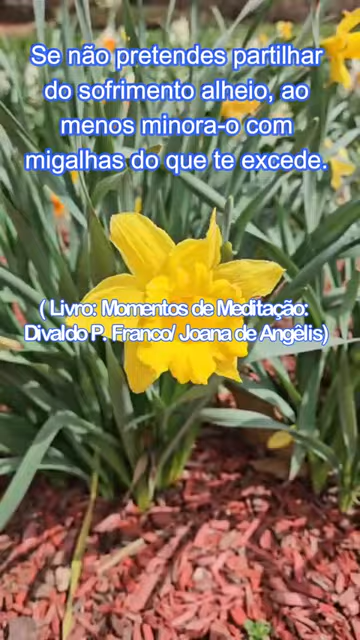 Se não pretendes partilhar
do sofrimento alheio, ao
menos minora-o com
migalhas do que te excede.
( Livro: Momentos de Meditação:
Divaldo P. Franco/ Joana de Angêlis)